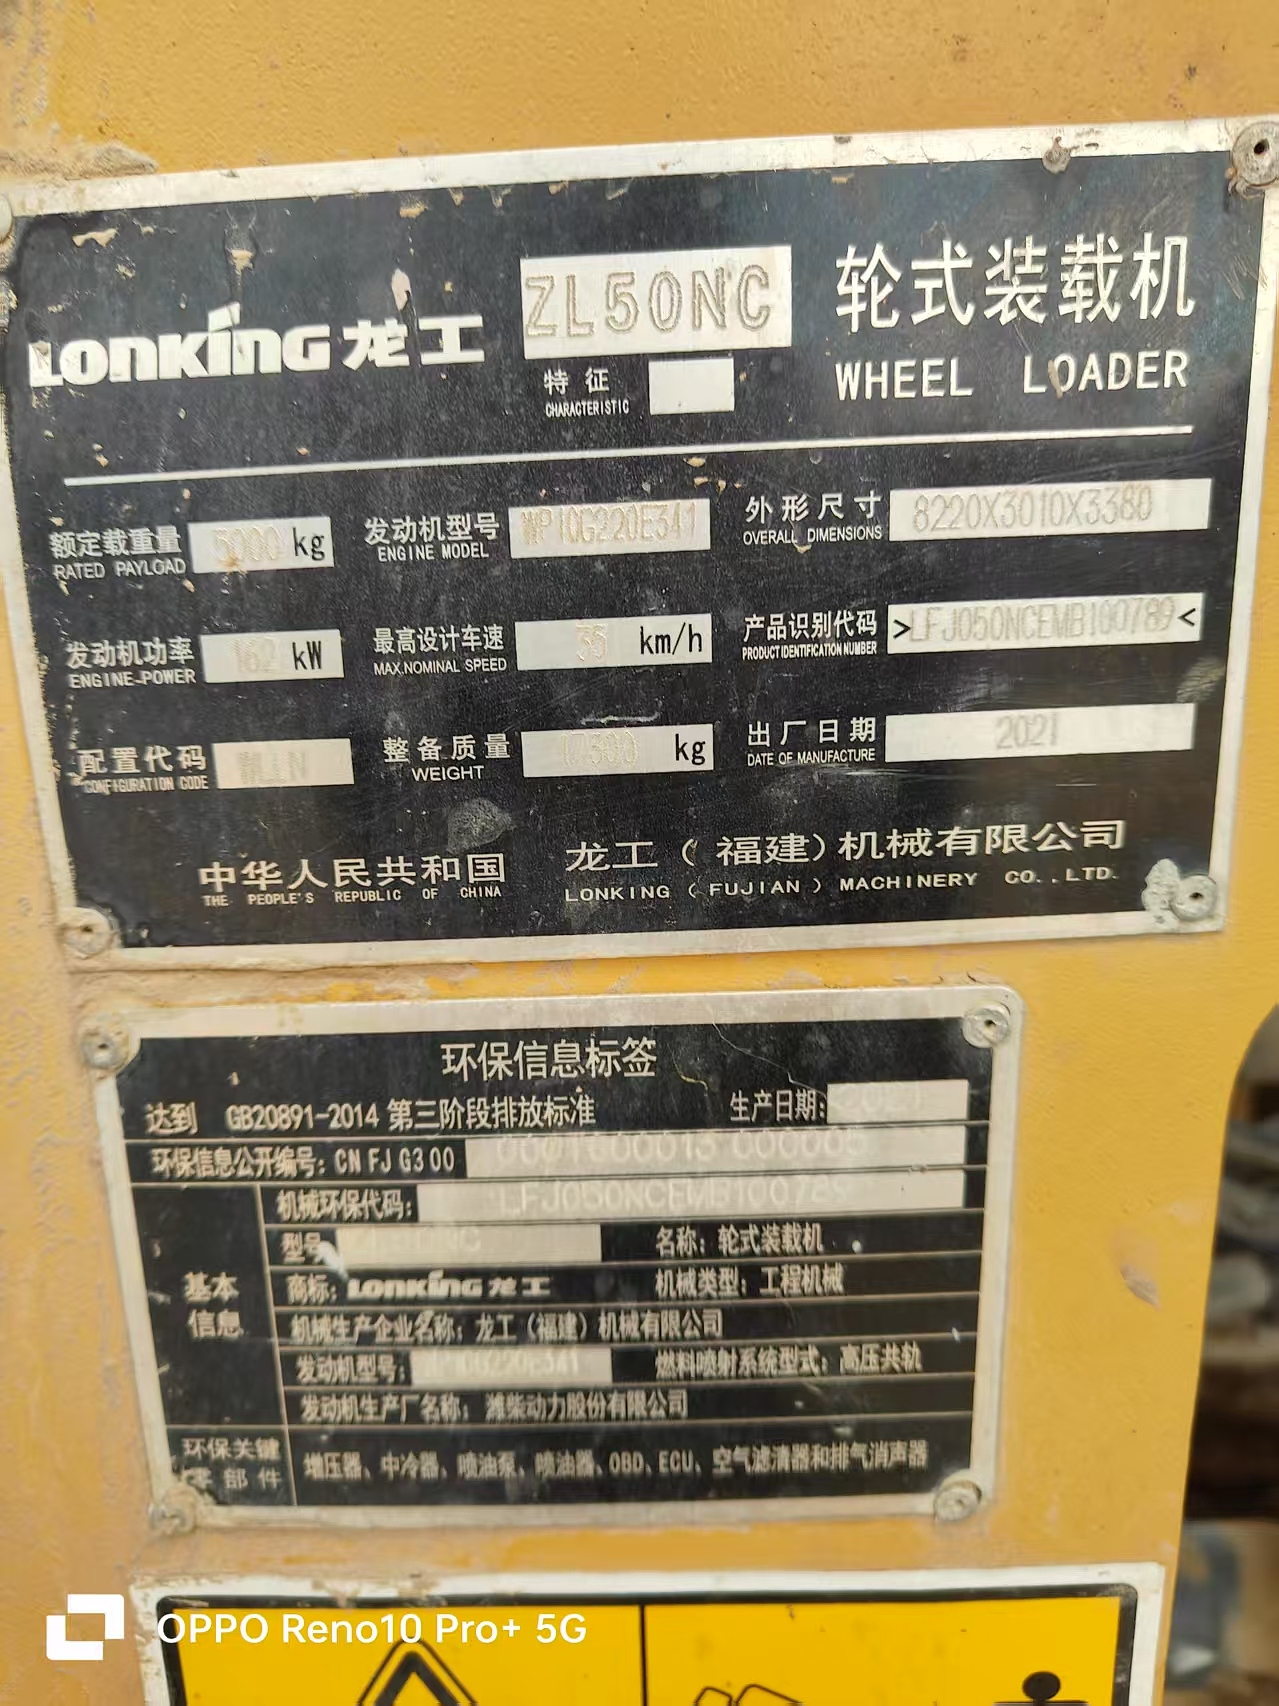 ZL50NC
轮式装载机
LONKING 龙工
特征
CHARACTERISTIC
WHEEL LOADER
额定载重量 5000 kg
RATED PAYLOAD
发动机型号 WP10G220E341
ENGINE MODEL
外形尺寸 8220X3010X3380
OVERALL DIMENSIONS
发动机功率 162 kW
ENGINE POWER
最高设计车速 35 km/h
MAX.NOMINAL SPEED
产品识别代码 >LFJ050NCEMB100789<
PRODUCT IDENTIFICATION NUMBER
配置代码
CONFIGURATION CODE
整备质量 17300 kg
WEIGHT
出厂日期 2021
DATE OF MANUFACTURE
中华人民共和国
THE PEOPLE'S REPUBLIC OF CHINA
龙工（福建）机械有限公司
LONKING (FUJIAN) MACHINERY CO.,LTD.
环保信息标签
达到 GB20891-2014 第三阶段排放标准 生产日期: 2021
环保信息公开编号: CN FJ G3 00
机械环保代码: LFJ050NCEMB100789
型号 名称: 轮式装载机
基本信息
商标: LONKING 龙工 机械类型: 工程机械
机械生产企业名称: 龙工（福建）机械有限公司
发动机型号: WP10G220E341 燃料喷射系统型式: 高压共轨
发动机生产厂名称: 潍柴动力股份有限公司
环保关键零部件
增压器、中冷器、喷油泵、喷油器、OBD、ECU、空气滤清器和排气消声器
OPPO Reno10 Pro+ 5G